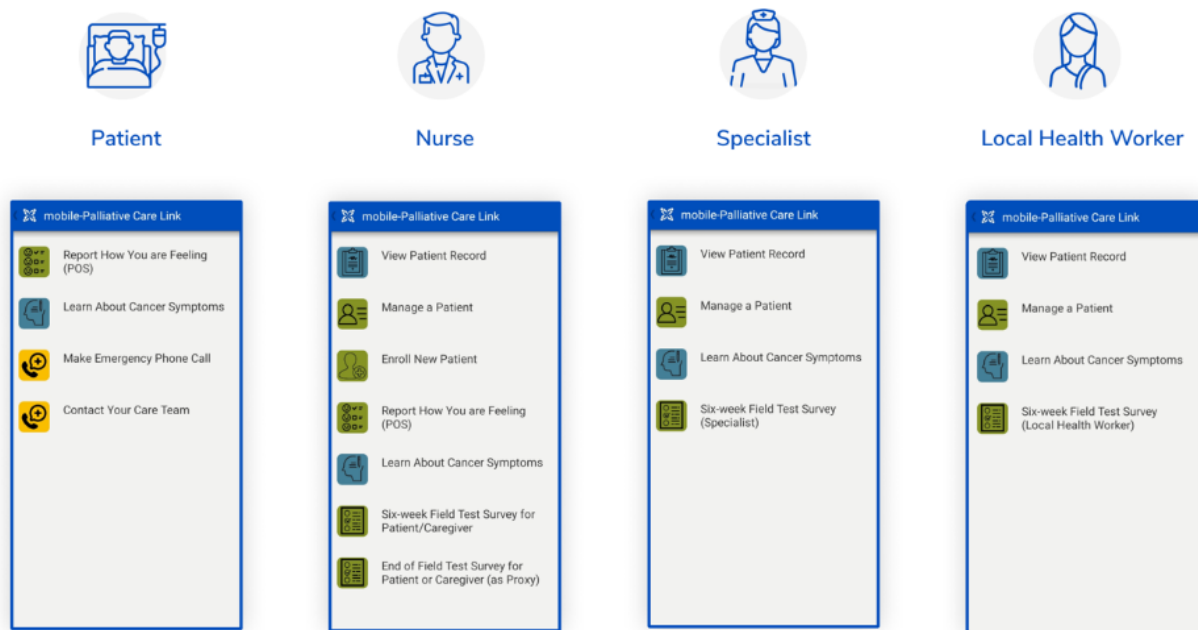 Patient
Nurse
Specialist
Local Health Worker
mobile-Palliative Care Link
Report How You are Feeling
(POS)
Learn About Cancer Symptoms
Make Emergency Phone Call
Contact Your Care Team
mobile-Palliative Care Link
View Patient Record
Manage a Patient
Enroll New Patient
Report How You are Feeling
(POS)
Learn About Cancer Symptoms
Six-week Field Test Survey for
Patient/Caregiver
End of Field Test Survey for
Patient or Caregiver (as Proxy)
mobile-Palliative Care Link
View Patient Record
Manage a Patient
Learn About Cancer Symptoms
Six-week Field Test Survey
(Specialist)
mobile-Palliative Care Link
View Patient Record
Manage a Patient
Learn About Cancer Symptoms
Six-week Field Test Survey
(Local Health Worker)